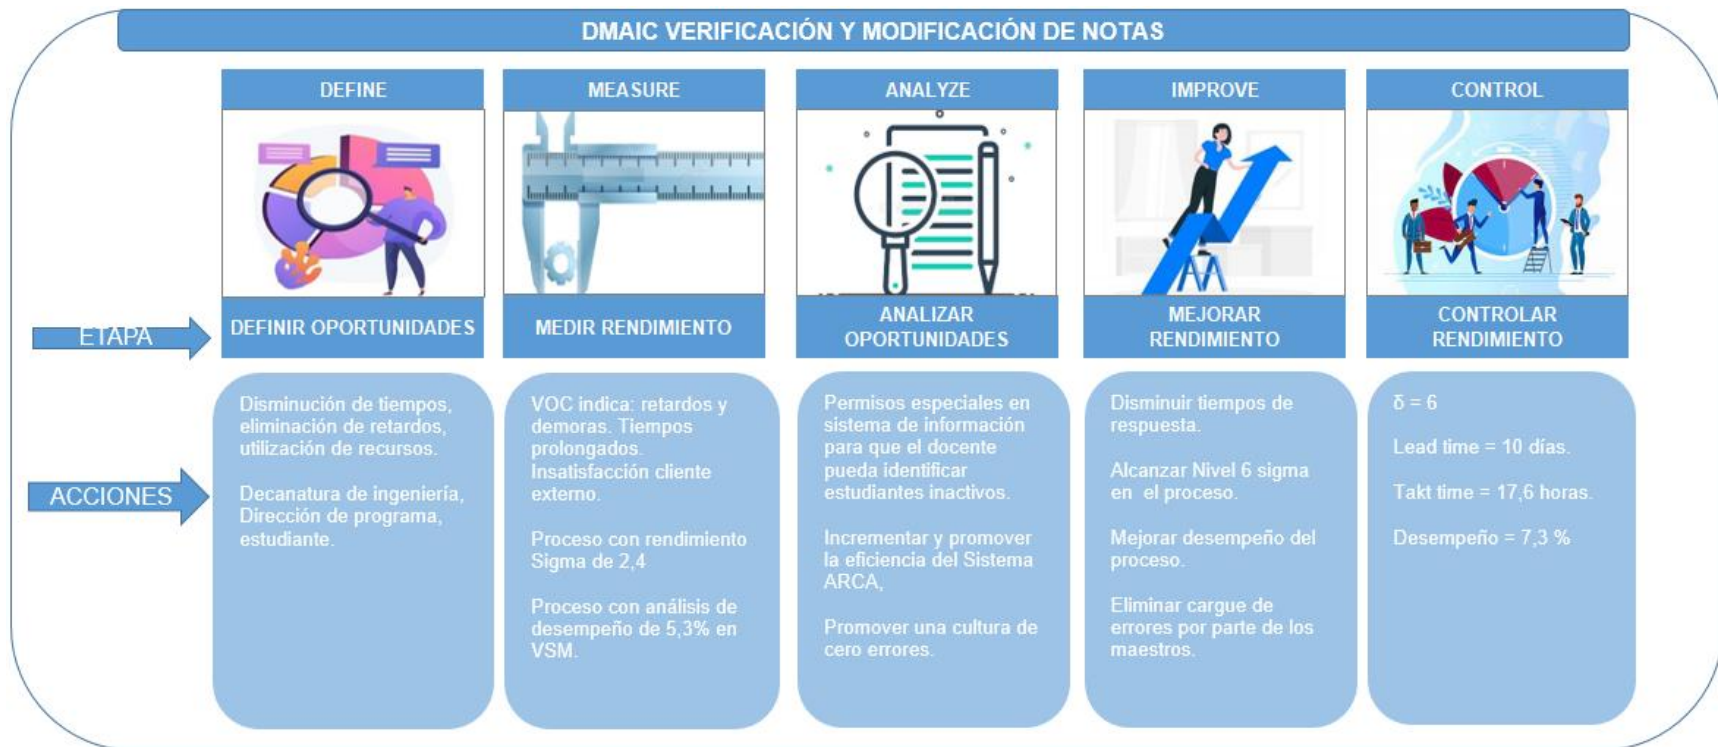 DMAIC VERIFICACIÓN Y MODIFICACIÓN DE NOTAS
DEFINE
MEASURE
ANALYZE
IMPROVE
CONTROL
ETAPA
DEFINIR OPORTUNIDADES
MEDIR RENDIMIENTO
ANALIZAR
OPORTUNIDADES
MEJORAR
RENDIMIENTO
CONTROLAR
RENDIMIENTO
ACCIONES
Disminución de tiempos,
eliminación de retardos,
utilización de recursos.
Decanatura de ingeniería,
Dirección de programa,
estudiante.
VOC indica: retardos y
demoras. Tiempos
prolongados.
Insatisfacción cliente
externo.
Proceso con rendimiento
Sigma de 2,4
Proceso con análisis de
desempeño de 5,3% en
VSM.
Permisos especiales en
sistema de información
para que el docente
pueda identificar
estudiantes inactivos.
Incrementar y promover
la eficiencia del Sistema
ARCA,
Promover una cultura de
cero errores.
Disminuir tiempos de
respuesta.
Alcanzar Nivel 6 sigma
en el proceso.
Mejorar desempeño del
proceso.
Eliminar cargue de
errores por parte de los
maestros.
δ = 6
Lead time = 10 días.
Takt time = 17,6 horas.
Desempeño = 7,3 %